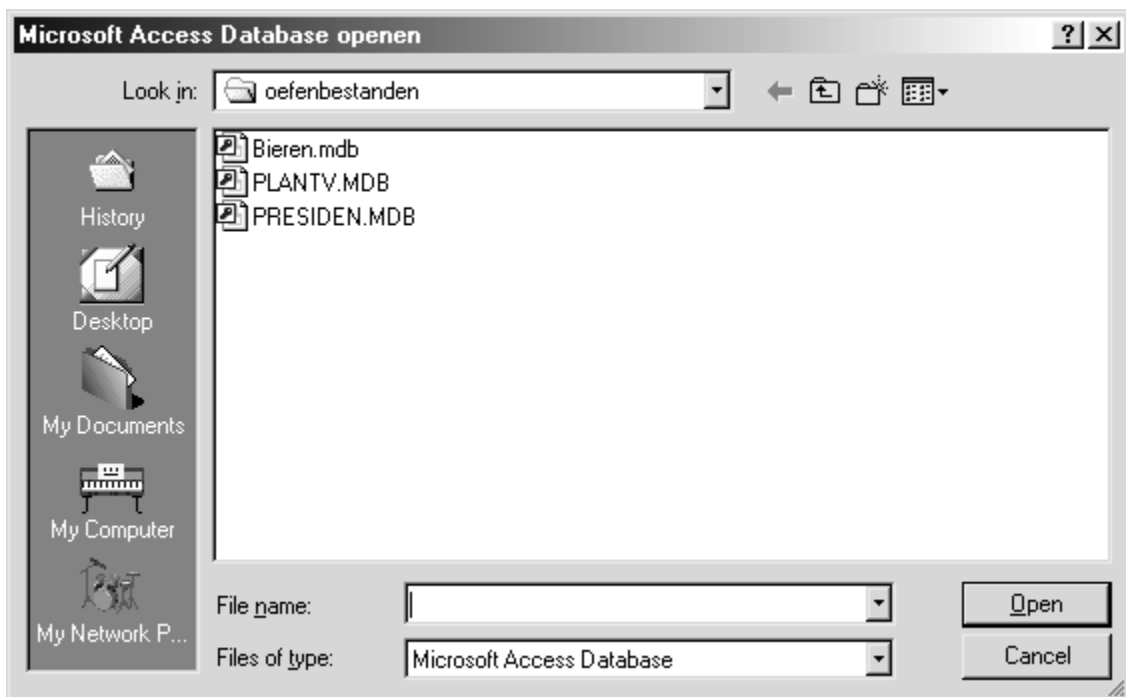 Microsoft Access Database openen
Look in: oefenbestanden
Bieren.mdb
PLANTV.MDB
PRESIDEN.MDB
History
Desktop
My Documents
My Computer
My Network P...
File name:
Open
Files of type: Microsoft Access Database
Cancel